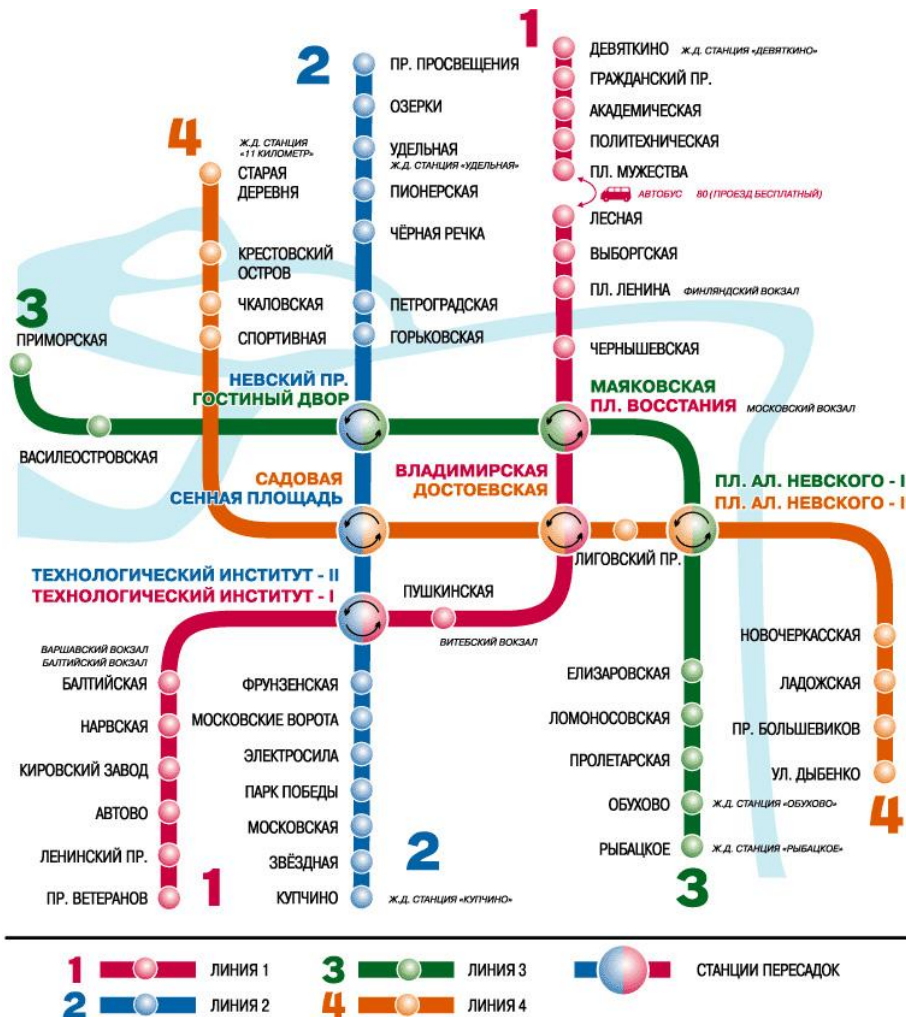 1
ДЕВЯТКИНО
Ж.Д. СТАНЦИЯ «ДЕВЯТКИНО»
ГРАЖДАНСКИЙ ПР.
АКАДЕМИЧЕСКАЯ
ПОЛИТЕХНИЧЕСКАЯ
ПЛ. МУЖЕСТВА
АВТОБУС 80 (ПРОЕЗД БЕСПЛАТНЫЙ)
ЛЕСНАЯ
ВЫБОРГСКАЯ
ПЛ. ЛЕНИНА
ФИНЛЯНДСКИЙ ВОКЗАЛ
ЧЕРНЫШЕВСКАЯ
2
ПР. ПРОСВЕЩЕНИЯ
ОЗЕРКИ
УДЕЛЬНАЯ
Ж.Д. СТАНЦИЯ «УДЕЛЬНАЯ»
ПИОНЕРСКАЯ
ЧЁРНАЯ РЕЧКА
ПЕТРОГРАДСКАЯ
ГОРЬКОВСКАЯ
4
Ж.Д. СТАНЦИЯ
«11 КИЛОМЕТР»
СТАРАЯ
ДЕРЕВНЯ
КРЕСТОВСКИЙ
ОСТРОВ
ЧКАЛОВСКАЯ
СПОРТИВНАЯ
3
ПРИМОРСКАЯ
ВАСИЛЕОСТРОВСКАЯ
НЕВСКИЙ ПР.
ГОСТИНЫЙ ДВОР
МАЯКОВСКАЯ
ПЛ. ВОССТАНИЯ
МОСКОВСКИЙ ВОКЗАЛ
САДОВАЯ
СЕННАЯ ПЛОЩАДЬ
ВЛАДИМИРСКАЯ
ДОСТОЕВСКАЯ
ПЛ. АЛ. НЕВСКОГО - I
ПЛ. АЛ. НЕВСКОГО - I
ЛИГОВСКИЙ ПР.
ТЕХНОЛОГИЧЕСКИЙ ИНСТИТУТ - II
ТЕХНОЛОГИЧЕСКИЙ ИНСТИТУТ - I
ПУШКИНСКАЯ
ВИТЕБСКИЙ ВОКЗАЛ
ВАРШАВСКИЙ ВОКЗАЛ
БАЛТИЙСКИЙ ВОКЗАЛ
БАЛТИЙСКАЯ
НАРВСКАЯ
КИРОВСКИЙ ЗАВОД
АВТОВО
ЛЕНИНСКИЙ ПР.
ПР. ВЕТЕРАНОВ
1
ФРУНЗЕНСКАЯ
МОСКОВСКИЕ ВОРОТА
ЭЛЕКТРОСИЛА
ПАРК ПОБЕДЫ
МОСКОВСКАЯ
ЗВЁЗДНАЯ
КУПЧИНО
2
Ж.Д. СТАНЦИЯ «КУПЧИНО»
ЕЛИЗАРОВСКАЯ
ЛОМОНОСОВСКАЯ
ПРОЛЕТАРСКАЯ
ОБУХОВО
Ж.Д. СТАНЦИЯ «ОБУХОВО»
РЫБАЦКОЕ
Ж.Д. СТАНЦИЯ «РЫБАЦКОЕ»
3
НОВОЧЕРКАССКАЯ
ЛАДОЖСКАЯ
ПР. БОЛЬШЕВИКОВ
УЛ. ДЫБЕНКО
4
1 ЛИНИЯ 1
2 ЛИНИЯ 2
3 ЛИНИЯ 3
4 ЛИНИЯ 4
СТАНЦИИ ПЕРЕСАДОК